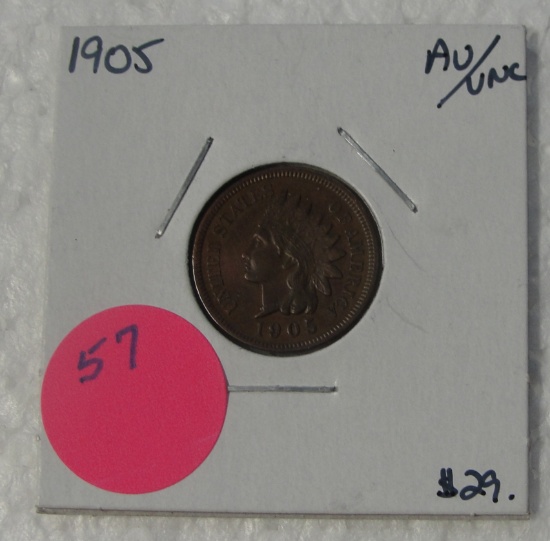 1905
AU/UNC
UNITED STATES OF AMERICA
1905
57
$29.